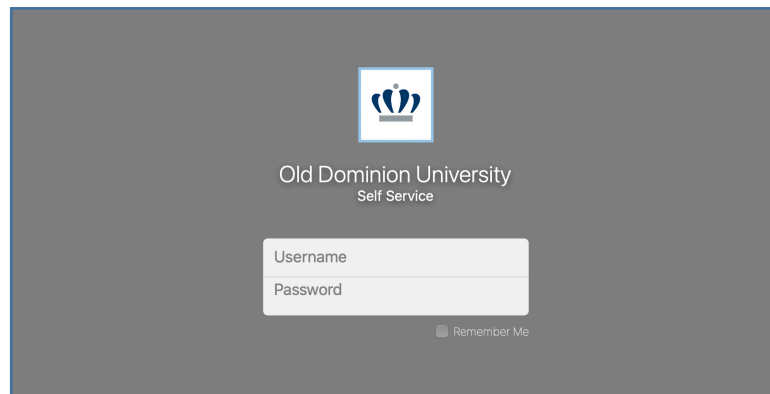 Old Dominion University
Self Service
Username
Password
Remember Me